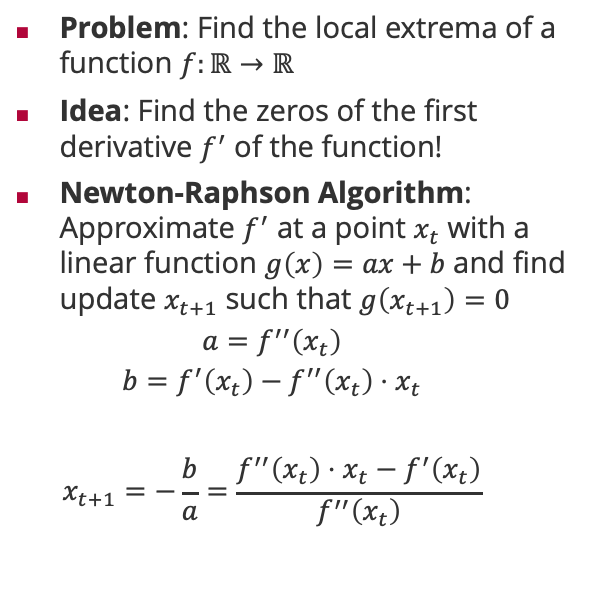 ▪ Problem: Find the local extrema of a
function f: ℝ → ℝ
▪ Idea: Find the zeros of the first
derivative f′ of the function!
▪ Newton-Raphson Algorithm:
Approximate f′ at a point xₜ with a
linear function g(x) = ax + b and find
update xₜ₊₁ such that g(xₜ₊₁) = 0
a = f′′(xₜ)
b = f′(xₜ) − f′′(xₜ) · xₜ
xₜ₊₁ = −b/a = (f′′(xₜ) · xₜ − f′(xₜ))/f′′(xₜ)